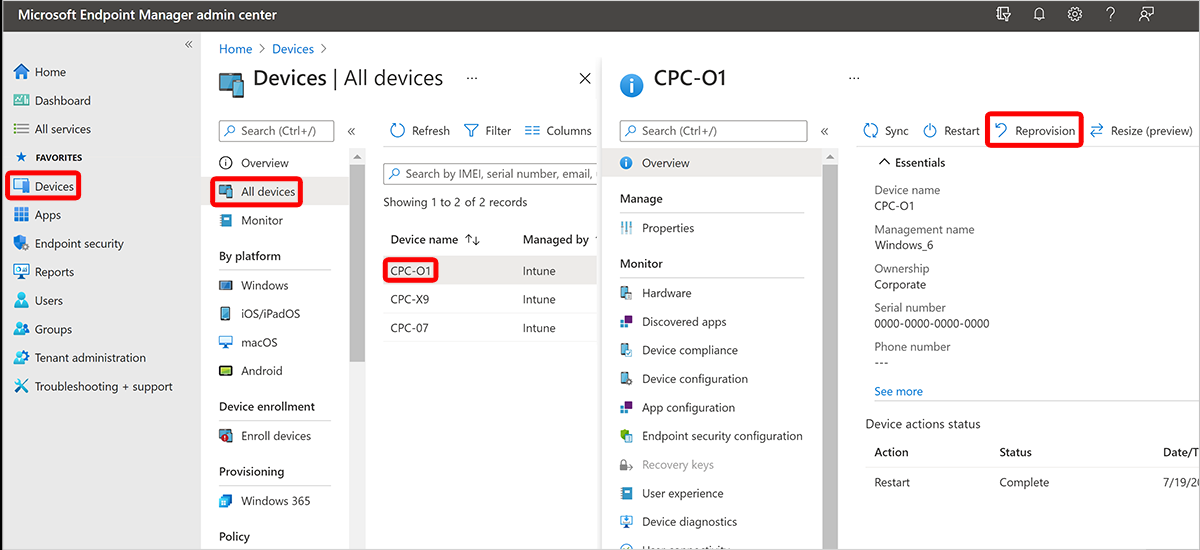 Microsoft Endpoint Manager admin center
«
Home
Dashboard
All services
FAVORITES
Devices
Apps
Endpoint security
Reports
Users
Groups
Tenant administration
Troubleshooting + support
Home > Devices >
Devices | All devices ...
Search (Ctrl+/) «
Overview
All devices
Monitor
By platform
Windows
iOS/iPadOS
macOS
Android
Device enrollment
Enroll devices
Provisioning
Windows 365
Policy
Refresh Filter Columns
Search by IMEI, serial number, email,
Showing 1 to 2 of 2 records
Device name ↑↓ Managed by
CPC-O1 Intune
CPC-X9 Intune
CPC-07 Intune
CPC-O1 ...
Search (Ctrl+/) «
Overview
Manage
Properties
Monitor
Hardware
Discovered apps
Device compliance
Device configuration
App configuration
Endpoint security configuration
Recovery keys
User experience
Device diagnostics
User connectivity
Sync Restart Reprovision Resize (preview)
Essentials
Device name
CPC-O1
Management name
Windows_6
Ownership
Corporate
Serial number
0000-0000-0000-0000
Phone number
---
See more
Device actions status
Action Status Date/T
Restart Complete 7/19/20